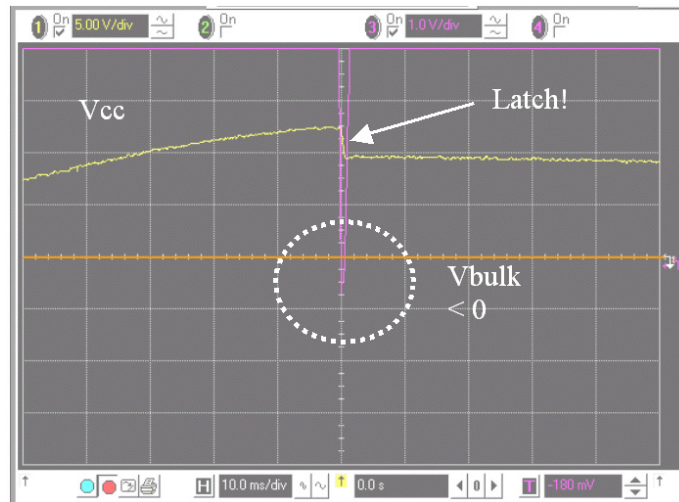 1 On 5.00 V/div 2 On 3 On 1.0 V/div 4 On
Vcc
Latch!
Vbulk
< 0
H 10.0 ms/div 0.0 s 0 T -180 mV